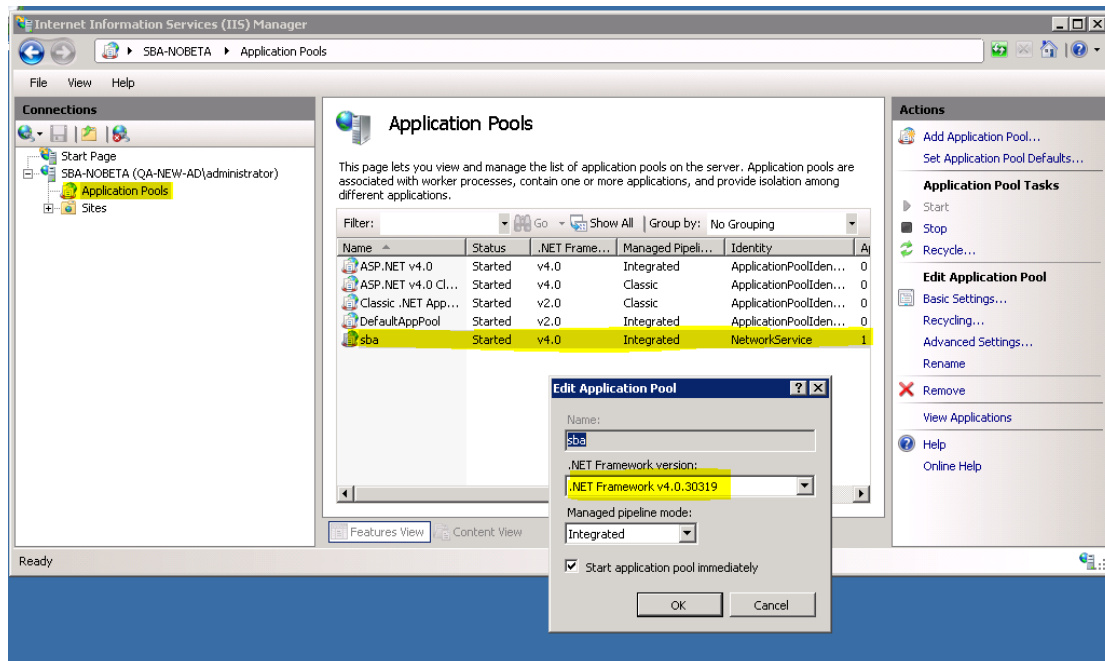 Internet Information Services (IIS) Manager
SBA-NOBETA Application Pools
File View Help
Connections
Start Page
SBA-NOBETA (QA-NEW-AD\administrator)
Application Pools
Sites
Application Pools
This page lets you view and manage the list of application pools on the server. Application pools are
associated with worker processes, contain one or more applications, and provide isolation among
different applications.
Filter: Go Show All Group by: No Grouping
Name Status .NET Frame... Managed Pipeli... Identity A
ASP.NET v4.0 Started v4.0 Integrated ApplicationPoolIden... 0
ASP.NET v4.0 Cl... Started v4.0 Classic ApplicationPoolIden... 0
Classic .NET App... Started v2.0 Classic ApplicationPoolIden... 0
DefaultAppPool Started v2.0 Integrated ApplicationPoolIden... 0
sba Started v4.0 Integrated NetworkService 1
Features View Content View
Ready
Edit Application Pool
Name:
sba
.NET Framework version:
.NET Framework v4.0.30319
Managed pipeline mode:
Integrated
Start application pool immediately
OK Cancel
Actions
Add Application Pool...
Set Application Pool Defaults...
Application Pool Tasks
Start
Stop
Recycle...
Edit Application Pool
Basic Settings...
Recycling...
Advanced Settings...
Rename
Remove
View Applications
Help
Online Help